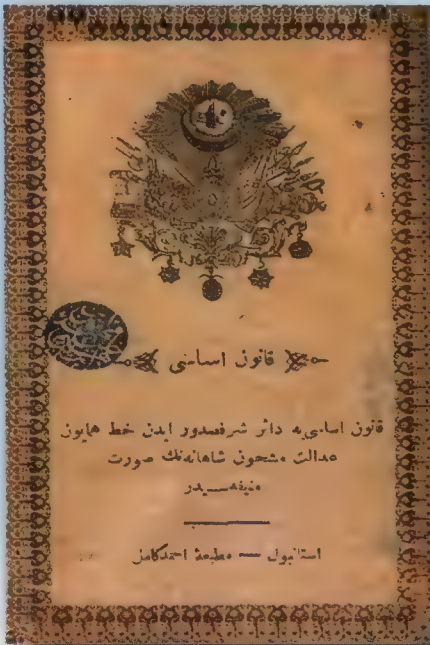 قانون اساسی
قانون اساسی‌یه دائر شرفصدور ایدن خط همایون
عدالت مشحون شاهانه‌نك صورت
منیفه‌سیدر
استانبول — مطبعهٔ احمد کامل